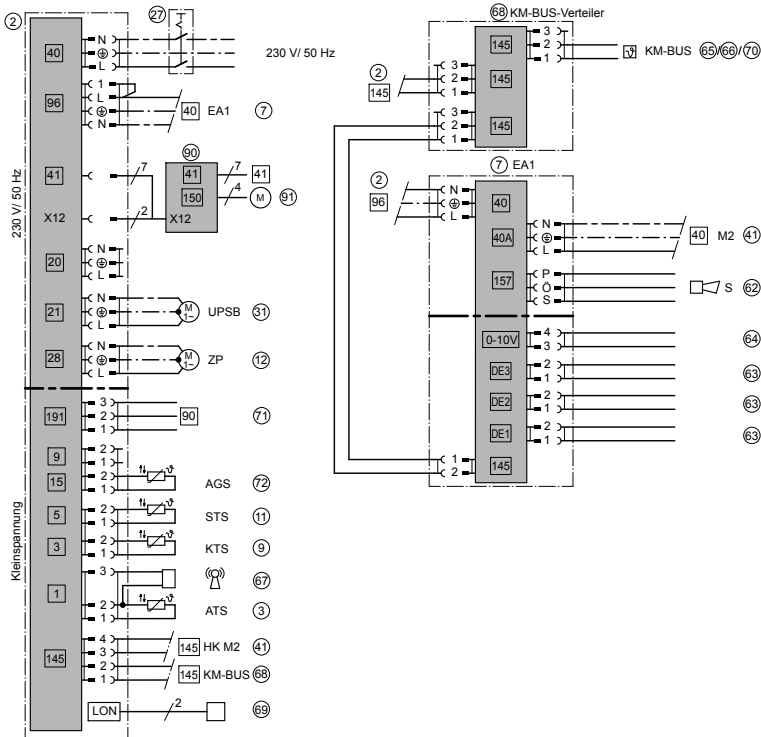 2
40
N
L
27
230 V/ 50 Hz
96
1
L
N
40 EA1 7
230 V/ 50 Hz
41
7
90
41
7
41
150
4
M
91
X12
2
X12
20
N
L
21
N
L
M
1~
UPSB 31
28
N
L
M
1~
ZP 12
191
3
2
1
90 71
Kleinspannung
9
2
1
15
2
1
ϑ
AGS 72
5
2
1
ϑ
STS 11
3
2
1
ϑ
KTS 9
1
3
67
2
1
ϑ
ATS 3
145
4
3
2
1
145 HK M2 41
145 KM-BUS 68
LON
2
69
68 KM-BUS-Verteiler
145
3
2
1
ϑ
KM-BUS 65/66/70
2
145
3
2
1
145
3
2
1
145
7 EA1
2
96
N
L
40
40A
N
L
40 M2 41
157
P
Ö
S
S 62
0-10V
4
3
64
DE3
2
1
63
DE2
2
1
63
DE1
2
1
63
1
2
145